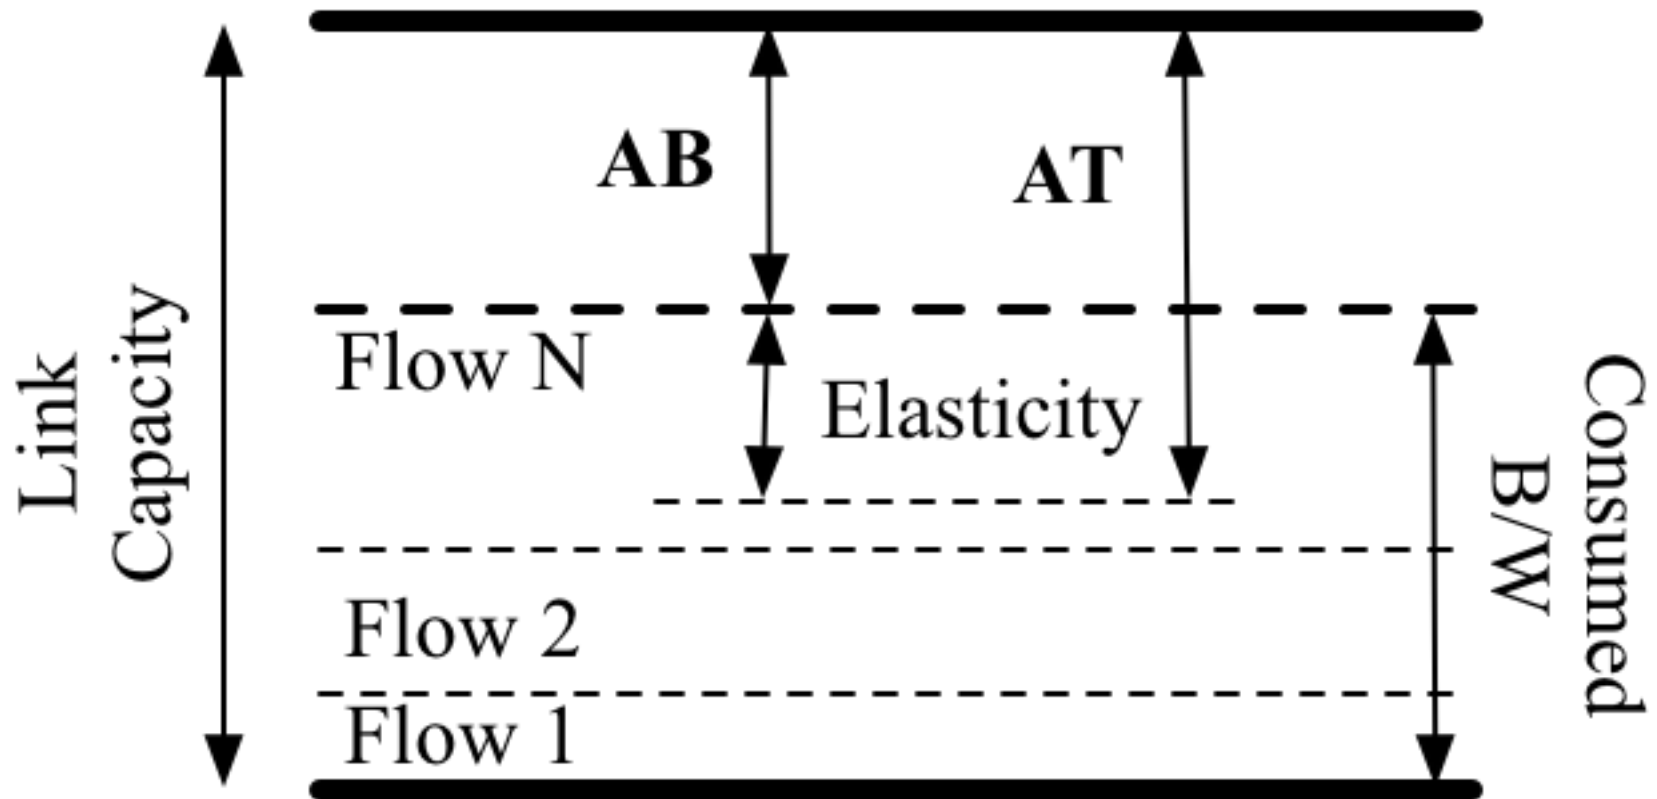 Link
Capacity
AB
AT
Flow N
Elasticity
Flow 2
Flow 1
Consumed
B/W